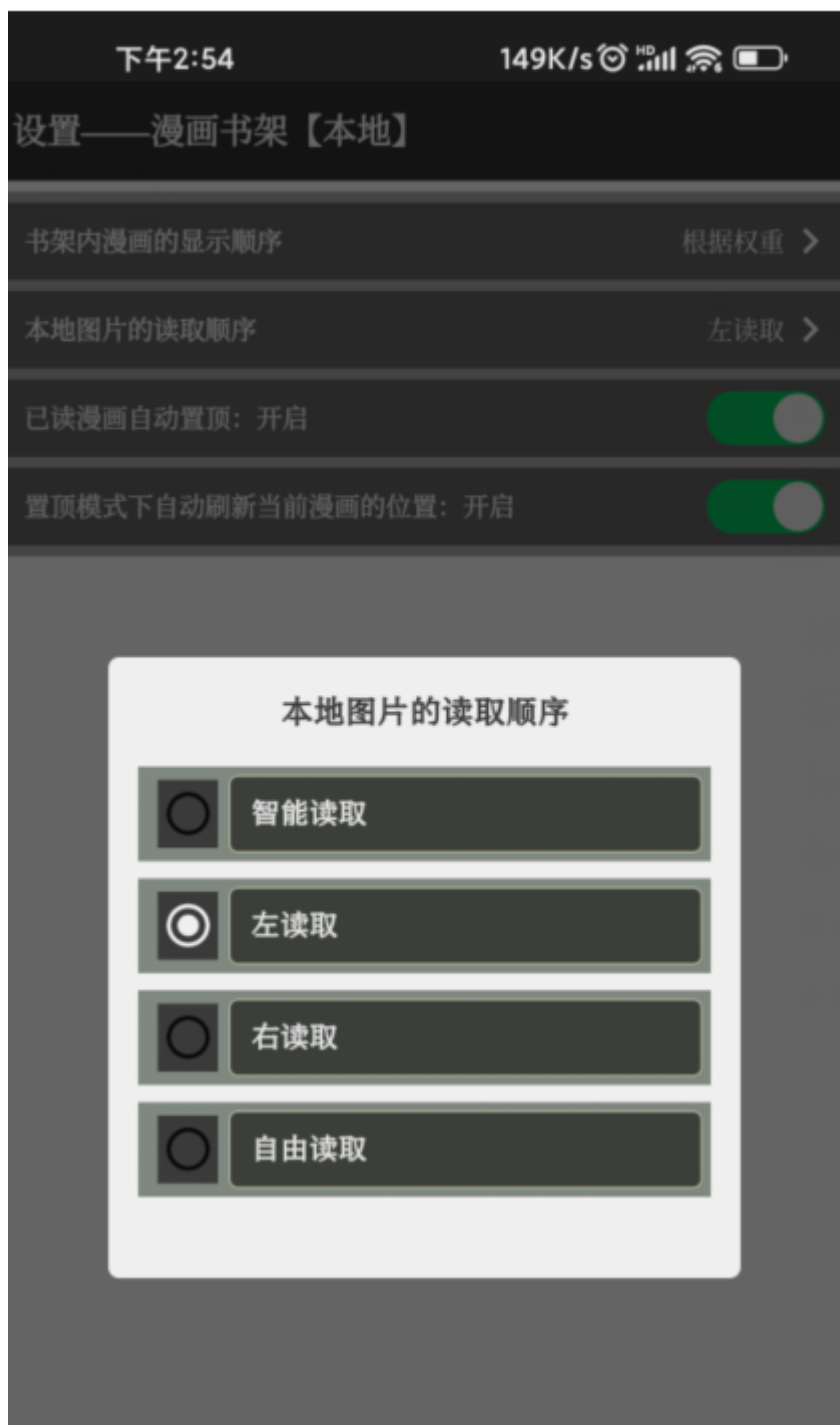 下午2:54 149K/s
设置——漫画书架【本地】
书架内漫画的显示顺序 根据权重
本地图片的读取顺序 左读取
已读漫画自动置顶：开启
置顶模式下自动刷新当前漫画的位置：开启
本地图片的读取顺序
智能读取
左读取
右读取
自由读取